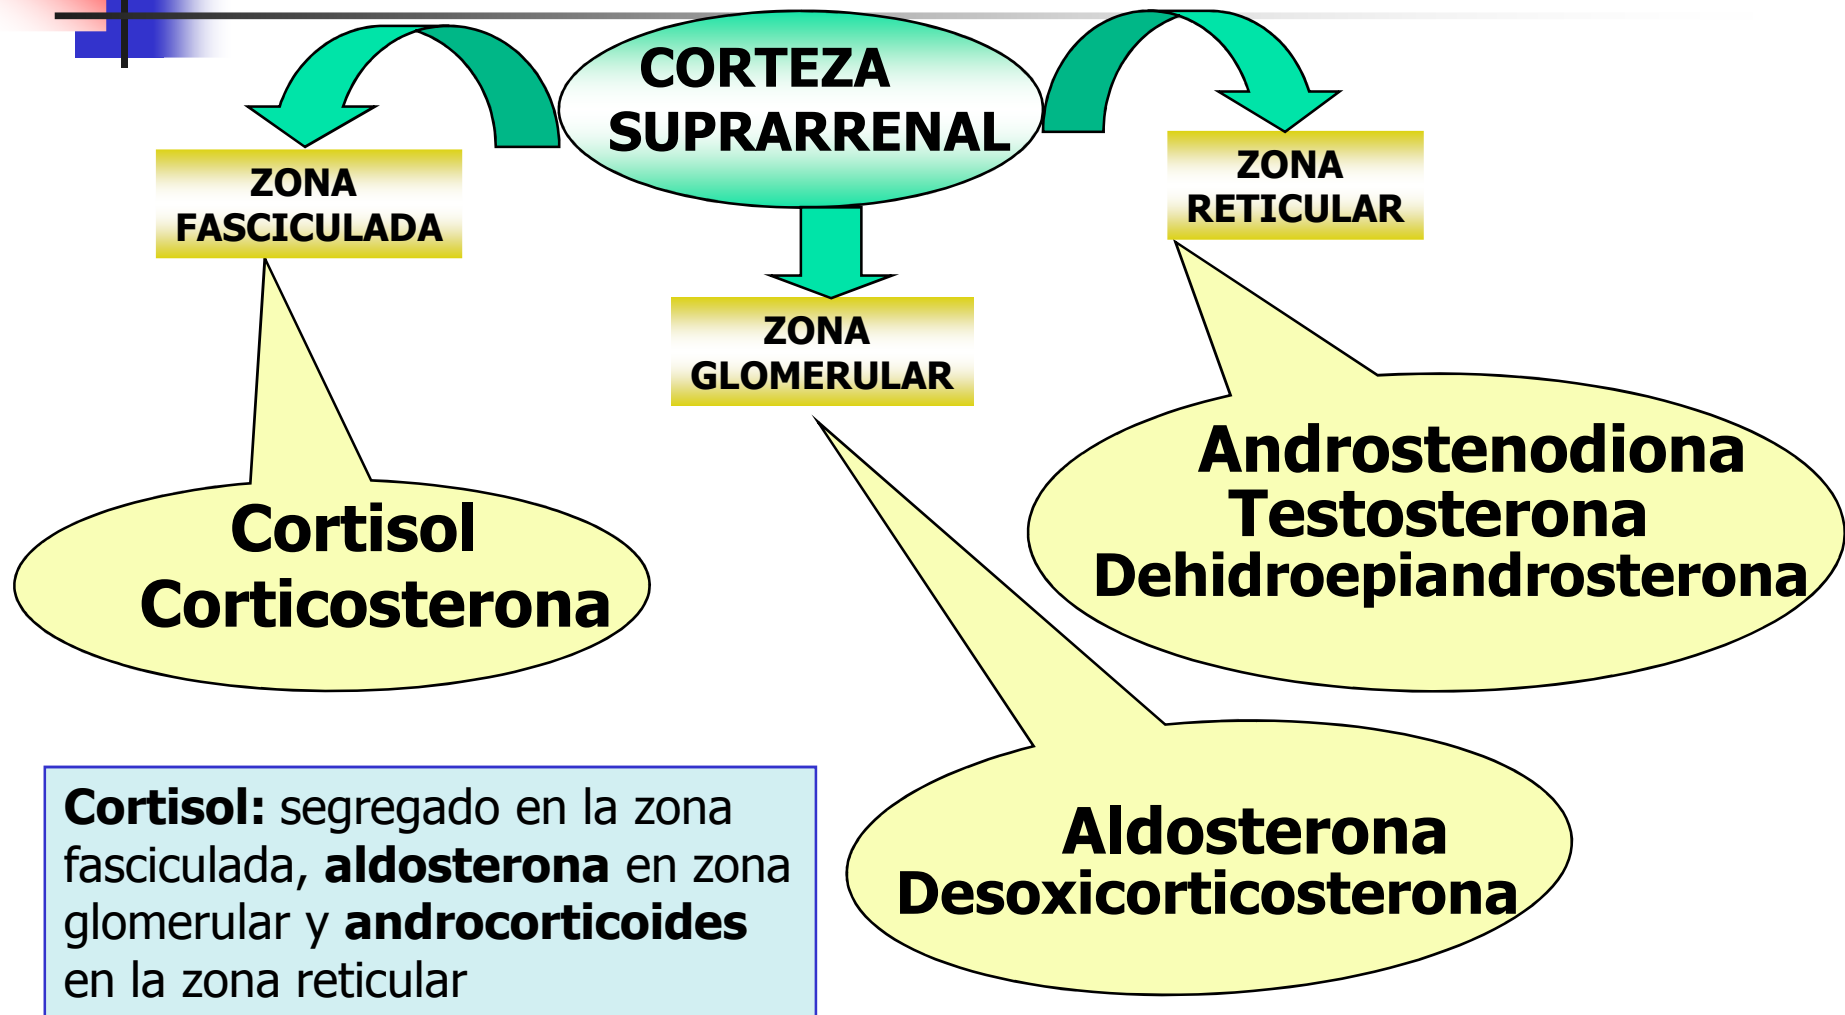 CORTEZA
SUPRARRENAL
ZONA
FASCICULADA
ZONA
RETICULAR
ZONA
GLOMERULAR
Cortisol
Corticosterona
Androstenodiona
Testosterona
Dehidroepiandrosterona
Aldosterona
Desoxicorticosterona
Cortisol: segregado en la zona
fasciculada, aldosterona en zona
glomerular y androcorticoides
en la zona reticular